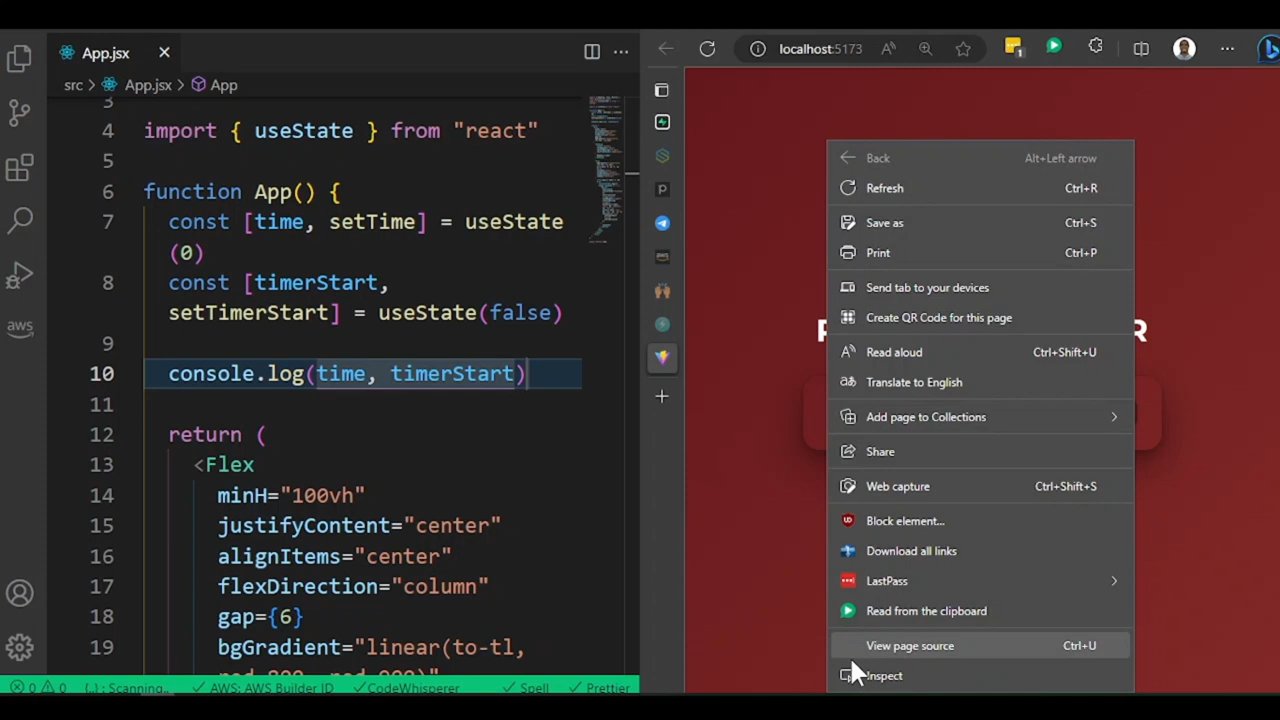 App.jsx
src > App.jsx > App
3
4 import { useState } from "react"
5
6 function App() {
7 const [time, setTime] = useState
(0)
8 const [timerStart,
setTimerStart] = useState(false)
9
10 console.log(time, timerStart)
11
12 return (
13 <Flex
14 minH="100vh"
15 justifyContent="center"
16 alignItems="center"
17 flexDirection="column"
18 gap={6}
19 bgGradient="linear(to-tl,
aws
0 0 Scanning.. AWS: AWS Builder ID CodeWhisperer Spell Prettier
localhost:5173
1
Back Alt+Left arrow
Refresh Ctrl+R
Save as Ctrl+S
Print Ctrl+P
Send tab to your devices
Create QR Code for this page
Read aloud Ctrl+Shift+U
Translate to English
Add page to Collections
Share
Web capture Ctrl+Shift+S
Block element...
Download all links
LastPass
Read from the clipboard
View page source Ctrl+U
Inspect